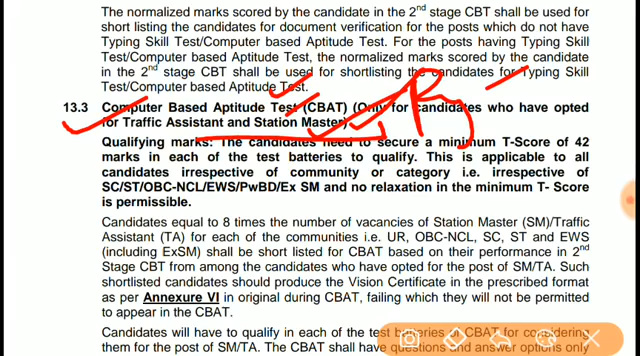 The normalized marks scored by the candidate in the 2nd stage CBT shall be used for
short listing the candidates for document verification for the posts which do not have
Typing Skill Test/Computer based Aptitude Test. For the posts having Typing Skill
Test/Computer based Aptitude Test, the normalized marks scored by the candidate
in the 2nd stage CBT shall be used for shortlisting the candidates for Typing Skill
Test/Computer based Aptitude Test.
13.3 Computer Based Aptitude Test (CBAT) (Only for candidates who have opted
for Traffic Assistant and Station Master)
Qualifying marks: The candidates need to secure a minimum T-Score of 42
marks in each of the test batteries to qualify. This is applicable to all
candidates irrespective of community or category i.e. irrespective of
SC/ST/OBC-NCL/EWS/PwBD/Ex SM and no relaxation in the minimum T- Score
is permissible.
Candidates equal to 8 times the number of vacancies of Station Master (SM)/Traffic
Assistant (TA) for each of the communities i.e. UR, OBC-NCL, SC, ST and EWS
(including ExSM) shall be short listed for CBAT based on their performance in 2nd
Stage CBT from among the candidates who have opted for the post of SM/TA. Such
shortlisted candidates should produce the Vision Certificate in the prescribed format
as per Annexure VI in original during CBAT, failing which they will not be permitted
to appear in the CBAT.
Candidates will have to qualify in each of the test batteries of CBAT for considering
them for the post of SM/TA. The CBAT shall have questions and answer options only